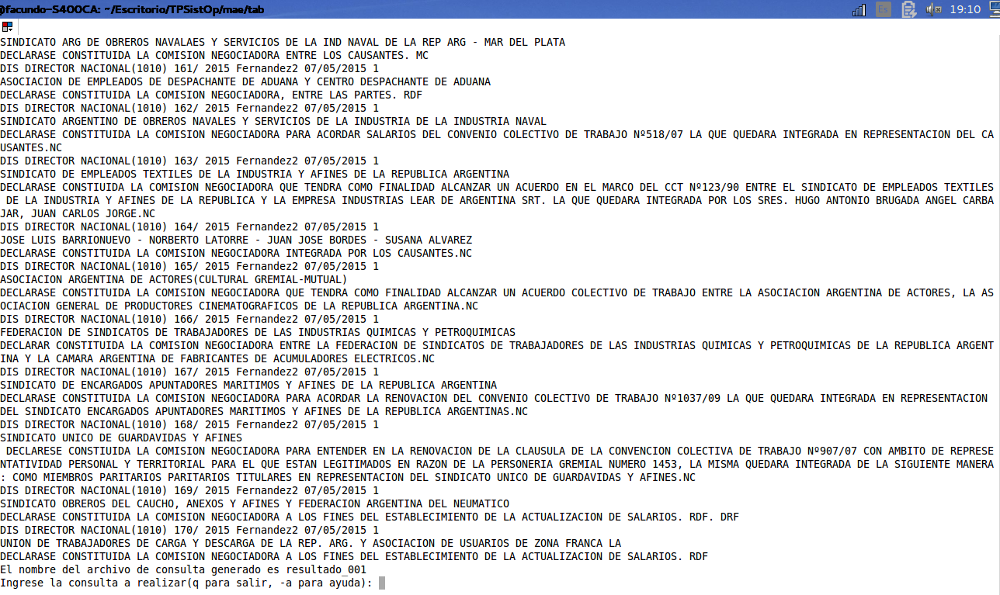 @facundo-S400CA: ~/Escritorio/TPSistOp/mae/tab
Es
19:10
SINDICATO ARG DE OBREROS NAVALAES Y SERVICIOS DE LA IND NAVAL DE LA REP ARG - MAR DEL PLATA
DECLARASE CONSTITUIDA LA COMISION NEGOCIADORA ENTRE LOS CAUSANTES. MC
DIS DIRECTOR NACIONAL(1010) 161/ 2015 Fernandez2 07/05/2015 1
ASOCIACION DE EMPLEADOS DE DESPACHANTE DE ADUANA Y CENTRO DESPACHANTE DE ADUANA
DECLARASE CONSTITUIDA LA COMISION NEGOCIADORA, ENTRE LAS PARTES. RDF
DIS DIRECTOR NACIONAL(1010) 162/ 2015 Fernandez2 07/05/2015 1
SINDICATO ARGENTINO DE OBREROS NAVALES Y SERVICIOS DE LA INDUSTRIA DE LA INDUSTRIA NAVAL
DECLARASE CONSTITUIDA LA COMISION NEGOCIADORA PARA ACORDAR SALARIOS DEL CONVENIO COLECTIVO DE TRABAJO Nº518/07 LA QUE QUEDARA INTEGRADA EN REPRESENTACION DEL CA
USANTES.NC
DIS DIRECTOR NACIONAL(1010) 163/ 2015 Fernandez2 07/05/2015 1
SINDICATO DE EMPLEADOS TEXTILES DE LA INDUSTRIA Y AFINES DE LA REPUBLICA ARGENTINA
DECLARASE CONSTIUIDA LA COMISION NEGOCIADORA QUE TENDRA COMO FINALIDAD ALCANZAR UN ACUERDO EN EL MARCO DEL CCT Nº123/90 ENTRE EL SINDICATO DE EMPLEADOS TEXTILES
DE LA INDUSTRIA Y AFINES DE LA REPUBLICA Y LA EMPRESA INDUSTRIAS LEAR DE ARGENTINA SRT. LA QUE QUEDARA INTEGRADA POR LOS SRES. HUGO ANTONIO BRUGADA ANGEL CARBA
JAR, JUAN CARLOS JORGE.NC
DIS DIRECTOR NACIONAL(1010) 164/ 2015 Fernandez2 07/05/2015 1
JOSE LUIS BARRIONUEVO - NORBERTO LATORRE - JUAN JOSE BORDES - SUSANA ALVAREZ
DECLARASE CONSTITUIDA LA COMISION NEGOCIADORA INTEGRADA POR LOS CAUSANTES.NC
DIS DIRECTOR NACIONAL(1010) 165/ 2015 Fernandez2 07/05/2015 1
ASOCIACION ARGENTINA DE ACTORES(CULTURAL GREMIAL-MUTUAL)
DECLARASE CONSTITUIDA LA COMISION NEGOCIADORA QUE TENDRA COMO FINALIDAD ALCANZAR UN ACUERDO COLECTIVO DE TRABAJO ENTRE LA ASOCIACION ARGENTINA DE ACTORES, LA AS
OCIACION GENERAL DE PRODUCTORES CINEMATOGRAFICOS DE LA REPUBLICA ARGENTINA.NC
DIS DIRECTOR NACIONAL(1010) 166/ 2015 Fernandez2 07/05/2015 1
FEDERACION DE SINDICATOS DE TRABAJADORES DE LAS INDUSTRIAS QUIMICAS Y PETROQUIMICAS
DECLARAR CONSTITUIDA LA COMISION NEGOCIADORA ENTRE LA FEDERACION DE SINDICATOS DE TRABAJADORES DE LAS INDUSTRIAS QUIMICAS Y PETROQUIMICAS DE LA REPUBLICA ARGENT
INA Y LA CAMARA ARGENTINA DE FABRICANTES DE ACUMULADORES ELECTRICOS.NC
DIS DIRECTOR NACIONAL(1010) 167/ 2015 Fernandez2 07/05/2015 1
SINDICATO DE ENCARGADOS APUNTADORES MARITIMOS Y AFINES DE LA REPUBLICA ARGENTINA
DECLARASE CONSTITUIDA LA COMISION NEGOCIADORA PARA ACORDAR LA RENOVACION DEL CONVENIO COLECTIVO DE TRABAJO Nº1037/09 LA QUE QUEDARA INTEGRADA EN REPRESENTACION
DEL SINDICATO ENCARGADOS APUNTADORES MARITIMOS Y AFINES DE LA REPUBLICA ARGENTINAS.NC
DIS DIRECTOR NACIONAL(1010) 168/ 2015 Fernandez2 07/05/2015 1
SINDICATO UNICO DE GUARDAVIDAS Y AFINES
DECLARESE CONSTIUIDA LA COMISION NEGOCIADORA PARA ENTENDER EN LA RENOVACION DE LA CLAUSULA DE LA CONVENCION COLECTIVA DE TRABAJO Nº907/07 CON AMBITO DE REPRESE
NTATIVIDAD PERSONAL Y TERRITORIAL PARA EL QUE ESTAN LEGITIMADOS EN RAZON DE LA PERSONERIA GREMIAL NUMERO 1453, LA MISMA QUEDARA INTEGRADA DE LA SIGUIENTE MANERA
: COMO MIEMBROS PARITARIOS PARITARIOS TITULARES EN REPRESENTACION DEL SINDICATO UNICO DE GUARDAVIDAS Y AFINES.NC
DIS DIRECTOR NACIONAL(1010) 169/ 2015 Fernandez2 07/05/2015 1
SINDICATO OBREROS DEL CAUCHO, ANEXOS Y AFINES Y FEDERACION ARGENTINA DEL NEUMATICO
DECLARASE CONSTITUIDA LA COMISION NEGOCIADORA A LOS FINES DEL ESTABLECIMIENTO DE LA ACTUALIZACION DE SALARIOS. RDF. DRF
DIS DIRECTOR NACIONAL(1010) 170/ 2015 Fernandez2 07/05/2015 1
UNION DE TRABAJADORES DE CARGA Y DESCARGA DE LA REP. ARG. Y ASOCIACION DE USUARIOS DE ZONA FRANCA LA
DECLARASE CONSTITUIDA LA COMISION NEGOCIADORA A LOS FINES DEL ESTABLECIMIENTO DE LA ACTUALIZACION DE SALARIOS. RDF
El nombre del archivo de consulta generado es resultado_001
Ingrese la consulta a realizar(q para salir, -a para ayuda):